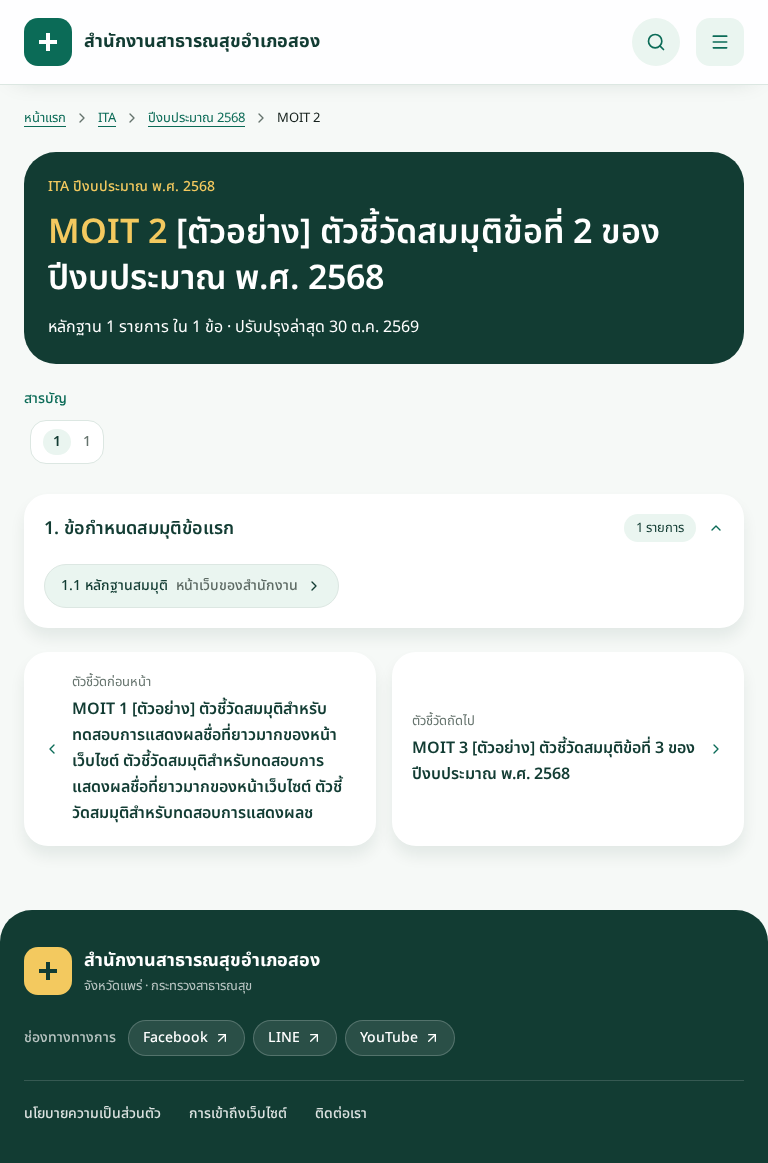 สำนักงานสาธารณสุขอำเภอสอง
หน้าแรก > ITA > ปีงบประมาณ 2568 > MOIT 2
ITA ปีงบประมาณ พ.ศ. 2568
MOIT 2 [ตัวอย่าง] ตัวชี้วัดสมมุติข้อที่ 2 ของ
ปีงบประมาณ พ.ศ. 2568
หลักฐาน 1 รายการ ใน 1 ข้อ · ปรับปรุงล่าสุด 30 ต.ค. 2569
สารบัญ
1 1
1. ข้อกำหนดสมมุติข้อแรก
1 รายการ
1.1 หลักฐานสมมุติ หน้าเว็บของสำนักงาน
ตัวชี้วัดก่อนหน้า
MOIT 1 [ตัวอย่าง] ตัวชี้วัดสมมุติสำหรับ
ทดสอบการแสดงผลชื่อที่ยาวมากของหน้า
เว็บไซต์ ตัวชี้วัดสมมุติสำหรับทดสอบการ
แสดงผลชื่อที่ยาวมากของหน้าเว็บไซต์ ตัวชี้
วัดสมมุติสำหรับทดสอบการแสดงผลช
ตัวชี้วัดถัดไป
MOIT 3 [ตัวอย่าง] ตัวชี้วัดสมมุติข้อที่ 3 ของ
ปีงบประมาณ พ.ศ. 2568
สำนักงานสาธารณสุขอำเภอสอง
จังหวัดแพร่ · กระทรวงสาธารณสุข
ช่องทางทางการ Facebook LINE YouTube
นโยบายความเป็นส่วนตัว การเข้าถึงเว็บไซต์ ติดต่อเรา